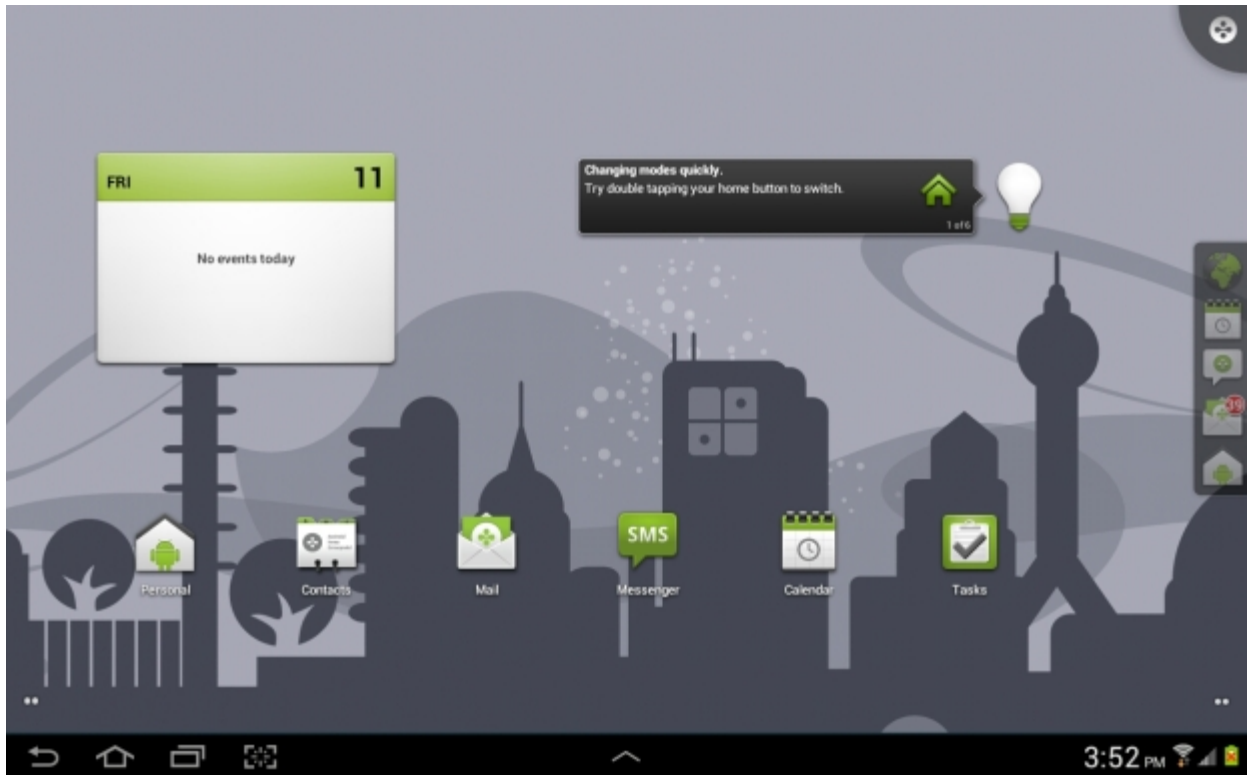 FRI 11
No events today
Changing modes quickly.
Try double tapping your home button to switch.
1 of 6
39
SMS
Personal
Contacts
Mail
Messenger
Calendar
Tasks
3:52 PM